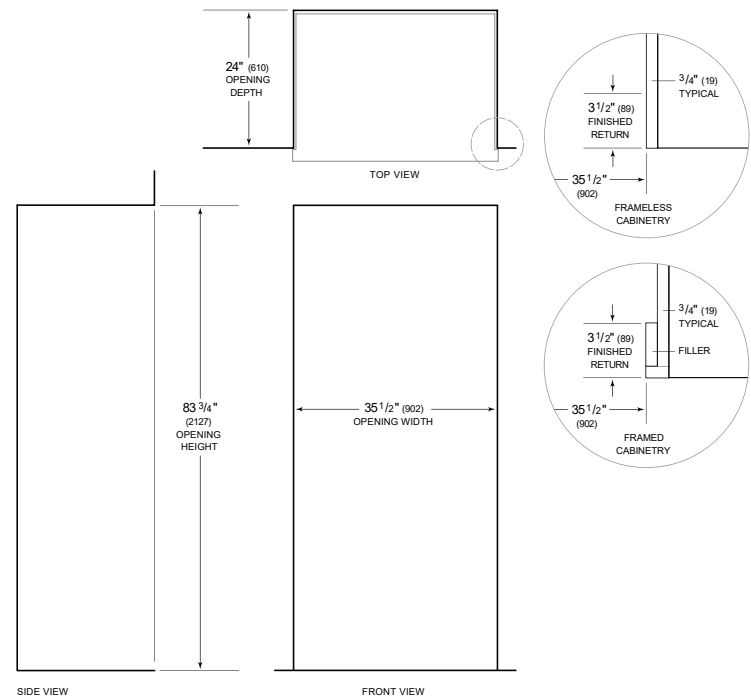 24" (610)
OPENING
DEPTH
TOP VIEW
3/4" (19)
TYPICAL
3 1/2" (89)
FINISHED
RETURN
35 1/2"
(902)
FRAMELESS
CABINETRY
3/4" (19)
TYPICAL
3 1/2" (89)
FINISHED
RETURN
FILLER
35 1/2"
(902)
FRAMED
CABINETRY
83 3/4"
(2127)
OPENING
HEIGHT
35 1/2" (902)
OPENING WIDTH
SIDE VIEW
FRONT VIEW